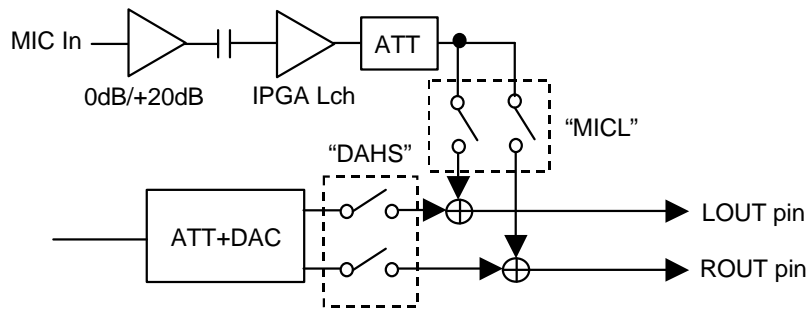 MIC In
ATT
0dB/+20dB
IPGA Lch
“MICL”
“DAHS”
ATT+DAC
LOUT pin
ROUT pin